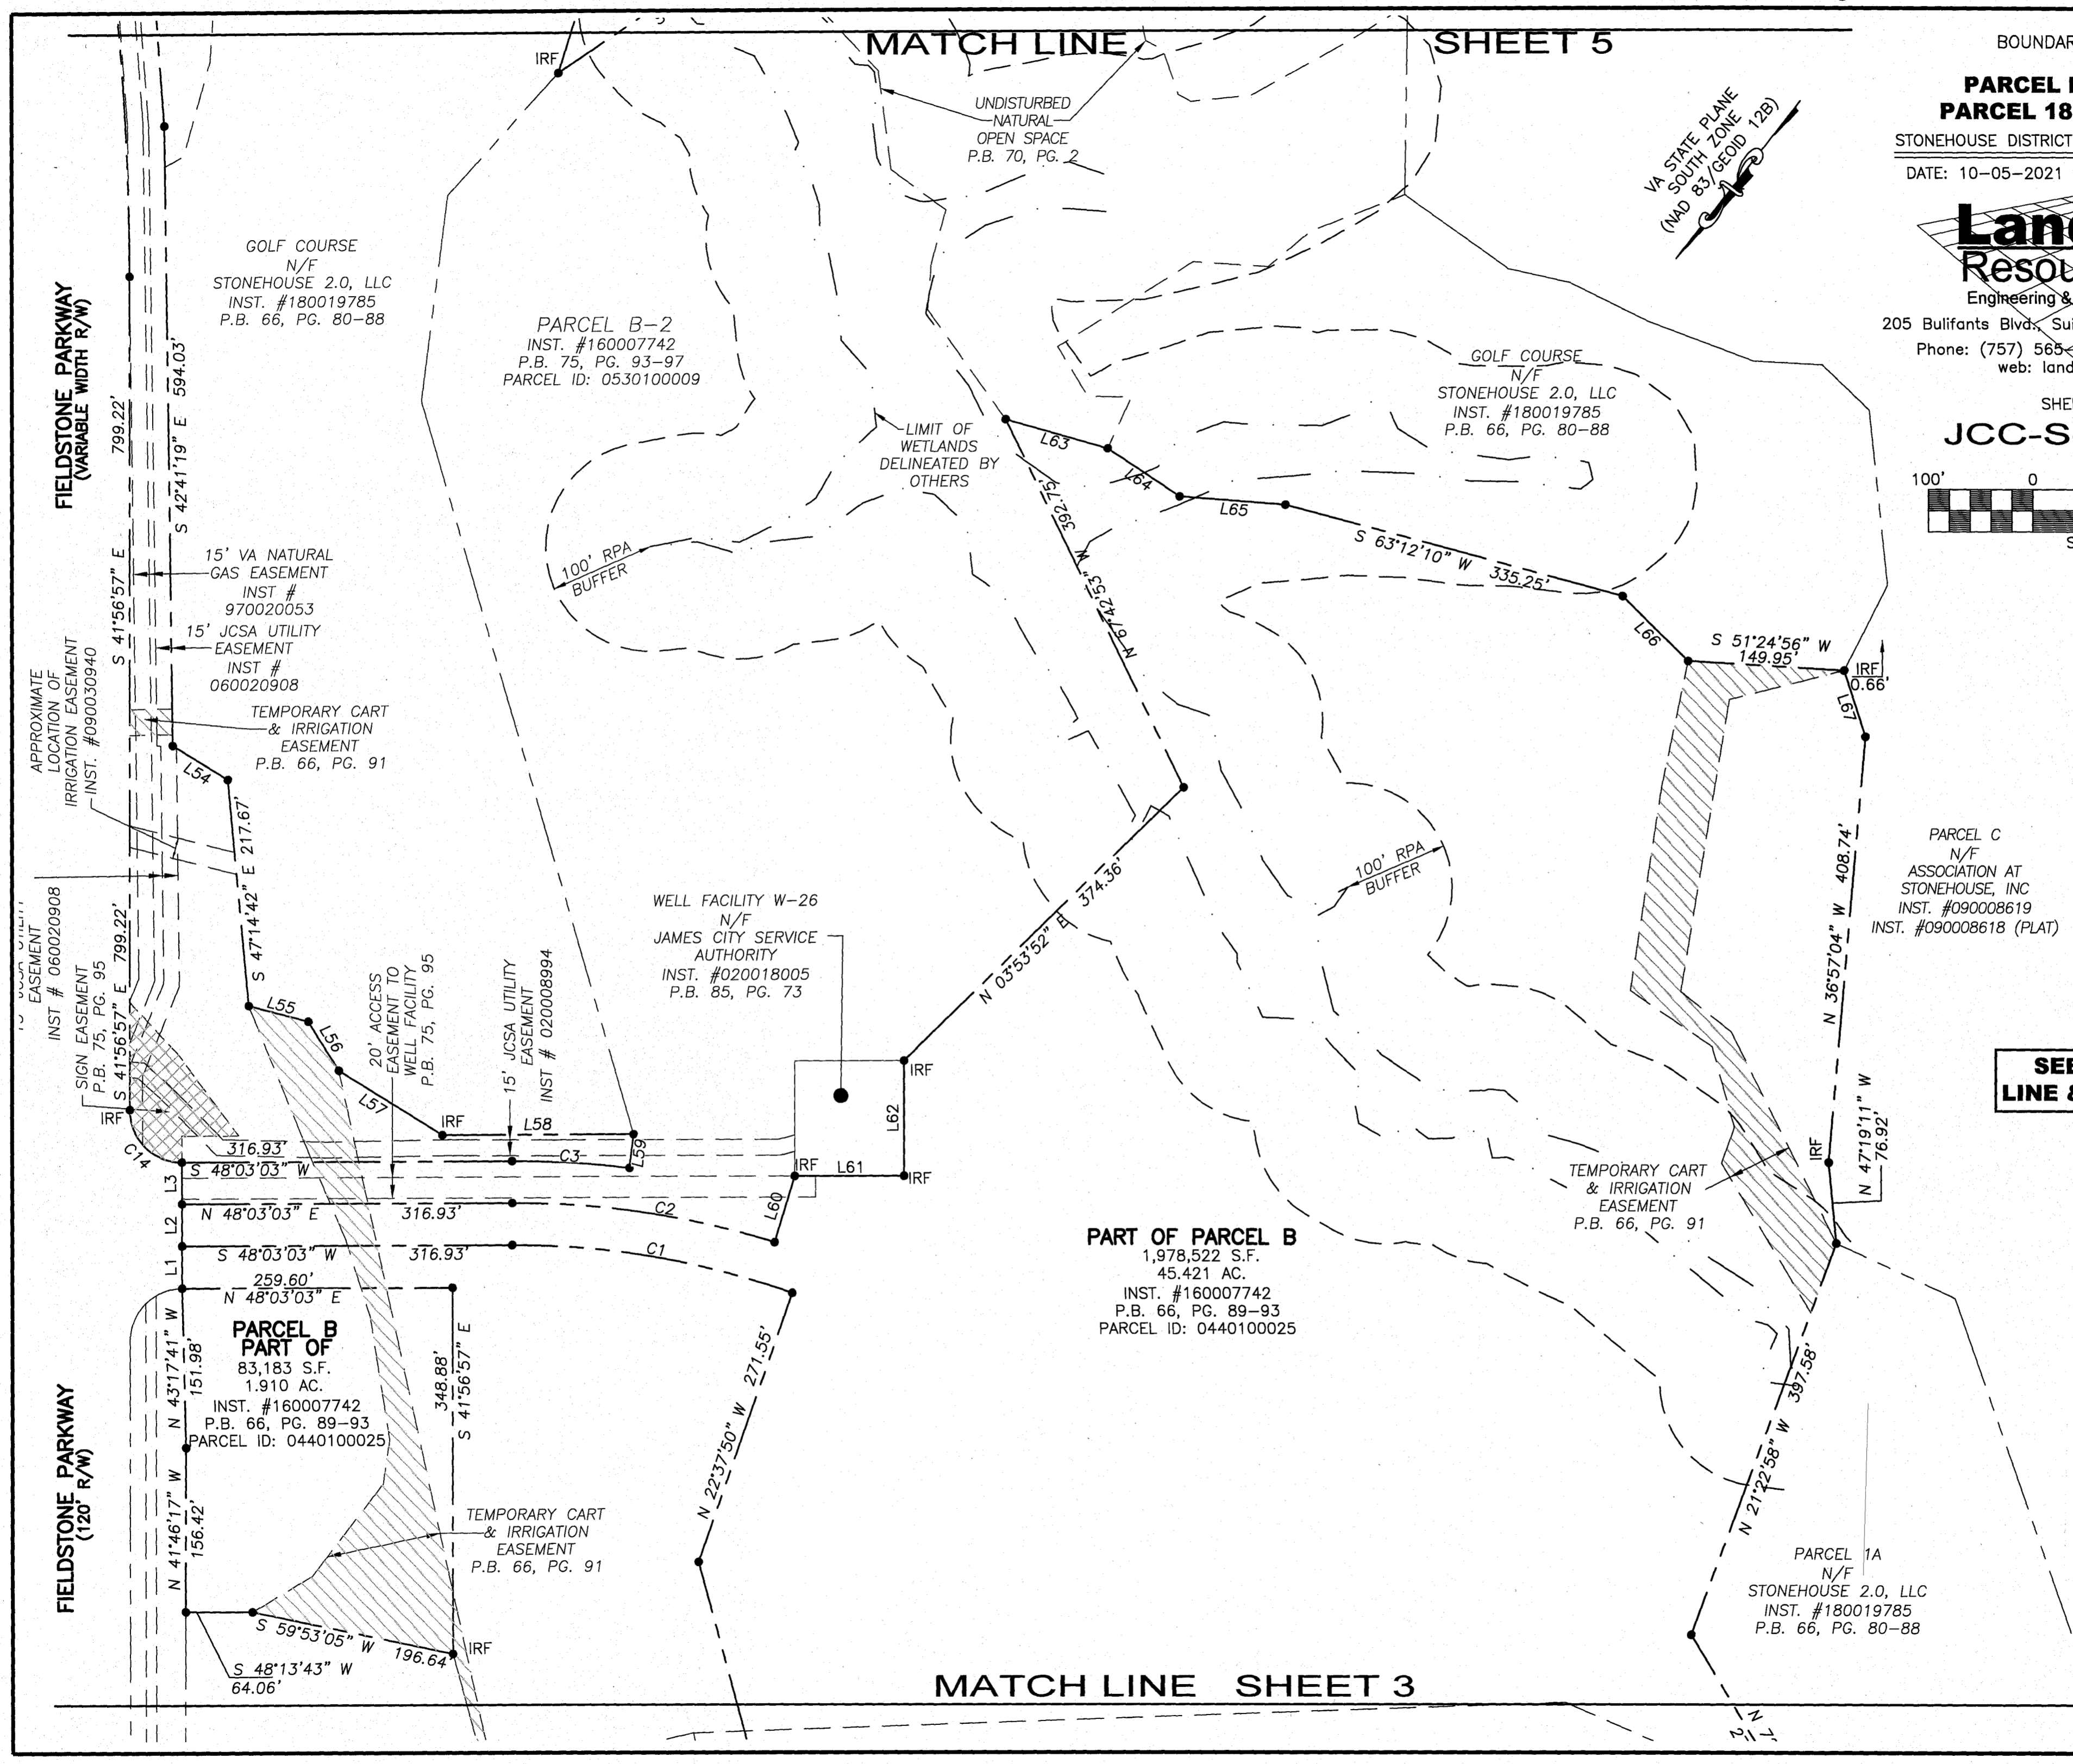 MATCH LINE SHEET 5
IRF
UNDISTURBED
NATURAL
OPEN SPACE
P.B. 70, PG. 2
VA STATE PLANE
SOUTH ZONE
(NAD 83/GEOID 12B)
BOUNDAR
PARCEL
PARCEL 18
STONEHOUSE DISTRICT
DATE: 10-05-2021
Lan
Resou
Engineering &
205 Bulifants Blvd., Sui
Phone: (757) 565-
web: land
SHE
JCC-S
100' 0
S
GOLF COURSE
N/F
STONEHOUSE 2.0, LLC
INST. #180019785
P.B. 66, PG. 80-88
PARCEL B-2
INST. #160007742
P.B. 75, PG. 93-97
PARCEL ID: 0530100009
GOLF COURSE
N/F
STONEHOUSE 2.0, LLC
INST. #180019785
P.B. 66, PG. 80-88
FIELDSTONE PARKWAY
(VARIABLE WIDTH R/W)
799.22'
S 41°56'57" E
S 42°41'19" E 594.03'
LIMIT OF
WETLANDS
DELINEATED BY
OTHERS
L63
L64
L65
S 63°12'10" W 335.25'
L66
S 51°24'56" W
149.95'
IRF
0.66'
L67
392.75'
N 67°42'53" W
100' RPA
BUFFER
15' VA NATURAL
GAS EASEMENT
INST #
970020053
15' JCSA UTILITY
EASEMENT
INST #
060020908
APPROXIMATE
LOCATION OF
IRRIGATION EASEMENT
INST. #090030940
TEMPORARY CART
& IRRIGATION
EASEMENT
P.B. 66, PG. 91
L54
S 47°14'42" E 217.67'
EASEMENT
INST # 060020908
SIGN EASEMENT
P.B. 75, PG. 95
S 41°56'57" E 799.22'
IRF
C14
L55
L56
L57
20' ACCESS
EASEMENT TO
WELL FACILITY
P.B. 75, PG. 95
15' JCSA UTILITY
EASEMENT
INST # 020008994
WELL FACILITY W-26
N/F
JAMES CITY SERVICE
AUTHORITY
INST. #020018005
P.B. 85, PG. 73
N 03°53'52" E 374.36'
100' RPA
BUFFER
N 36°57'04" W 408.74'
PARCEL C
N/F
ASSOCIATION AT
STONEHOUSE, INC
INST. #090008619
INST. #090008618 (PLAT)
SEE
LINE &
IRF
L58
L59
IRF
L62
IRF
L61
IRF
L60
316.93'
S 48°03'03" W
C3
L3
N 48°03'03" E 316.93'
C2
L2
S 48°03'03" W 316.93'
C1
L1
259.60'
N 48°03'03" E
IRF
N 47°19'11" W
76.92'
TEMPORARY CART
& IRRIGATION
EASEMENT
P.B. 66, PG. 91
PART OF PARCEL B
1,978,522 S.F.
45.421 AC.
INST. #160007742
P.B. 66, PG. 89-93
PARCEL ID: 0440100025
PARCEL B
PART OF
83,183 S.F.
1.910 AC.
INST. #160007742
P.B. 66, PG. 89-93
PARCEL ID: 0440100025
N 43°17'41" W
151.98'
348.88'
S 41°56'57" E
N 22°37'50" W 271.55'
N 21°22'58" W 397.58'
FIELDSTONE PARKWAY
(120' R/W)
N 41°46'17" W
156.42'
TEMPORARY CART
& IRRIGATION
EASEMENT
P.B. 66, PG. 91
PARCEL 1A
N/F
STONEHOUSE 2.0, LLC
INST. #180019785
P.B. 66, PG. 80-88
S 59°53'05" W 196.64'
IRF
S 48°13'43" W
64.06'
MATCH LINE SHEET 3